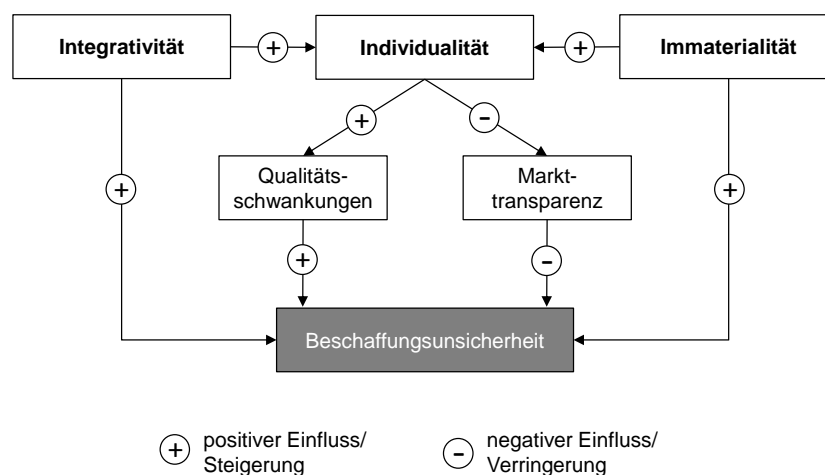 Integrativität
+
Individualität
+
Immaterialität
+
−
+
Qualitäts-
schwankungen
Markt-
transparenz
+
+
−
Beschaffungsunsicherheit
+
positiver Einfluss/
Steigerung
−
negativer Einfluss/
Verringerung